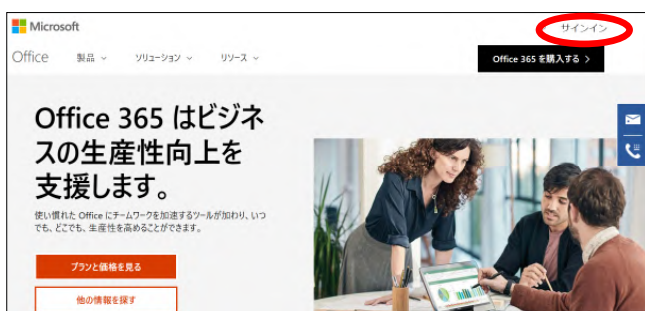 Microsoft
サインイン
Office 製品 ソリューション リソース
Office 365 を購入する
Office 365 はビジネ
スの生産性向上を
支援します。
使い慣れた Office にチームワークを加速するツールが加わり、いつ
でも、どこでも、生産性を高めることができます。
プランと価格を見る
他の情報を探す